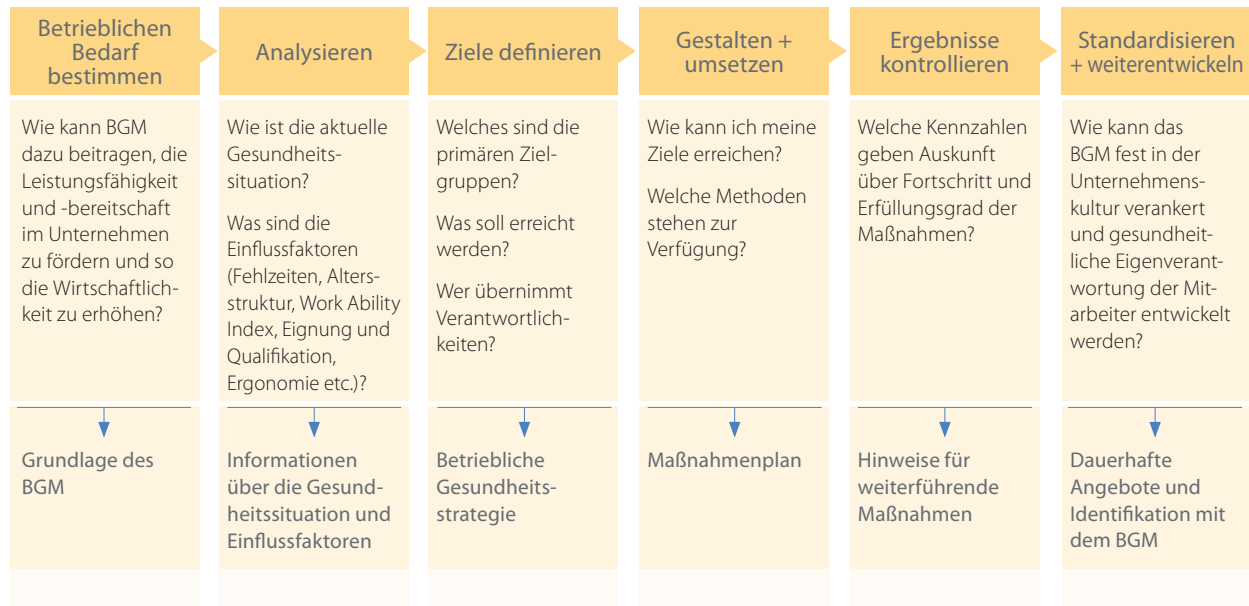 Betrieblichen
Bedarf
bestimmen
Analysieren
Ziele definieren
Gestalten +
umsetzen
Ergebnisse
kontrollieren
Standardisieren
+ weiterentwickeln
Wie kann BGM
dazu beitragen, die
Leistungsfähigkeit
und -bereitschaft
im Unternehmen
zu fördern und so
die Wirtschaftlich-
keit zu erhöhen?
Wie ist die aktuelle
Gesundheits-
situation?
Was sind die
Einflussfaktoren
(Fehlzeiten, Alters-
struktur, Work Ability
Index, Eignung und
Qualifikation,
Ergonomie etc.)?
Welches sind die
primären Ziel-
gruppen?
Was soll erreicht
werden?
Wer übernimmt
Verantwortlich-
keiten?
Wie kann ich meine
Ziele erreichen?
Welche Methoden
stehen zur
Verfügung?
Welche Kennzahlen
geben Auskunft
über Fortschritt und
Erfüllungsgrad der
Maßnahmen?
Wie kann das
BGM fest in der
Unternehmens-
kultur verankert
und gesundheit-
liche Eigenverant-
wortung der Mit-
arbeiter entwickelt
werden?
Grundlage des
BGM
Informationen
über die Gesund-
heitssituation und
Einflussfaktoren
Betriebliche
Gesundheits-
strategie
Maßnahmenplan
Hinweise für
weiterführende
Maßnahmen
Dauerhafte
Angebote und
Identifikation mit
dem BGM